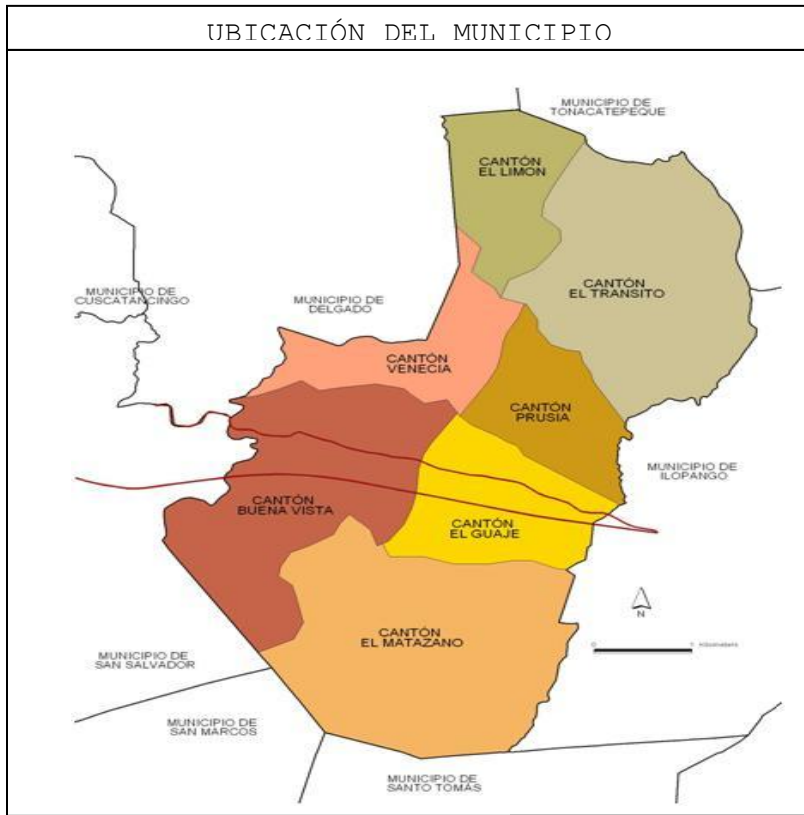 UBICACIÓN DEL MUNICIPIO
MUNICIPIO DE
TONACATEPEQUE
CANTÓN
EL LIMON
CANTÓN
EL TRANSITO
MUNICIPIO DE
CUSCATANCINGO
MUNICIPIO DE
DELGADO
CANTÓN
VENECIA
CANTÓN
PRUSIA
MUNICIPIO DE
ILOPANGO
CANTÓN
BUENA VISTA
CANTÓN
EL GUAJE
N
CANTÓN
EL MATAZANO
0 1
MUNICIPIO DE
SAN SALVADOR
MUNICIPIO DE
SAN MARCOS
MUNICIPIO DE
SANTO TOMÁS